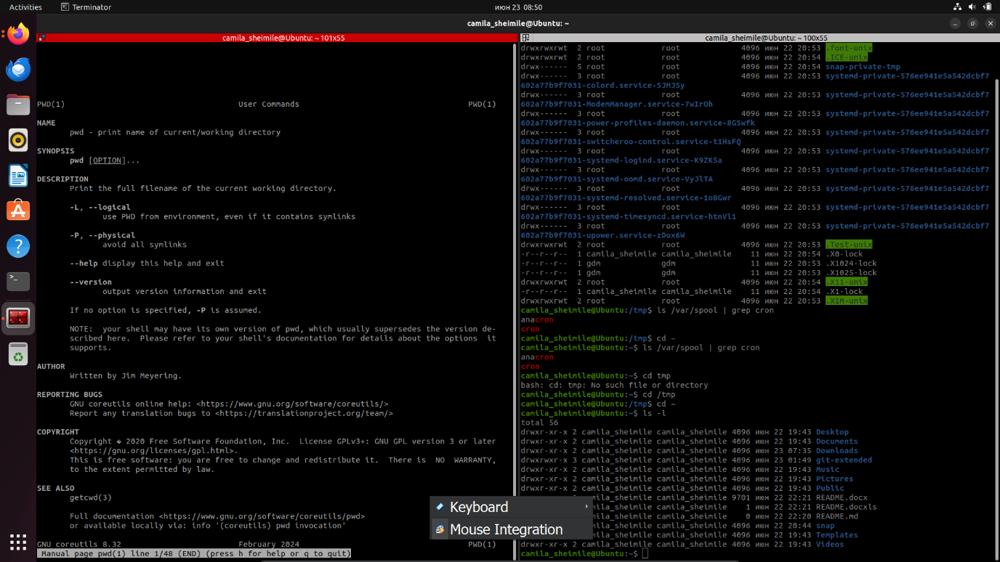 Activities
Terminator
июн 23 08:50
camila_sheimile@Ubuntu: ~
camila_sheimile@Ubuntu: ~ 101x55
PWD(1) User Commands PWD(1)
NAME
pwd - print name of current/working directory
SYNOPSIS
pwd [OPTION]...
DESCRIPTION
Print the full filename of the current working directory.
-L, --logical
use PWD from environment, even if it contains symlinks
-P, --physical
avoid all symlinks
--help display this help and exit
--version
output version information and exit
If no option is specified, -P is assumed.
NOTE: your shell may have its own version of pwd, which usually supersedes the version de-
scribed here. Please refer to your shell's documentation for details about the options it
supports.
AUTHOR
Written by Jim Meyering.
REPORTING BUGS
GNU coreutils online help: <https://www.gnu.org/software/coreutils/>
Report any translation bugs to <https://translationproject.org/team/>
COPYRIGHT
Copyright � 2020 Free Software Foundation, Inc. License GPLv3+: GNU GPL version 3 or later
<https://gnu.org/licenses/gpl.html>.
This is free software: you are free to change and redistribute it. There is NO WARRANTY,
to the extent permitted by law.
SEE ALSO
getcwd(3)
Full documentation <https://www.gnu.org/software/coreutils/pwd>
or available locally via: info '(coreutils) pwd invocation'
GNU coreutils 8.32 February 2024 PWD(1)
Manual page pwd(1) line 1/48 (END) (press h for help or q to quit)
camila_sheimile@Ubuntu: ~ 100x55
drwxrwxrwt 2 root root 4096 июн 22 20:53 .font-unix
drwxrwxrwt 2 root root 4096 июн 22 20:54 .ICE-unix
drwx------ 5 root root 4096 июн 22 20:54 snap-private-tmp
drwx------ 3 root root 4096 июн 22 20:53 systemd-private-576ee941e5a542dcbf7
602a77b9f7031-colord.service-5JMJ5y
drwx------ 3 root root 4096 июн 22 20:53 systemd-private-576ee941e5a542dcbf7
602a77b9f7031-ModemManager.service-7wIrOh
drwx------ 3 root root 4096 июн 22 20:53 systemd-private-576ee941e5a542dcbf7
602a77b9f7031-power-profiles-daemon.service-8GSwfk
drwx------ 3 root root 4096 июн 22 20:53 systemd-private-576ee941e5a542dcbf7
602a77b9f7031-switcheroo-control.service-t1HsFQ
drwx------ 3 root root 4096 июн 22 20:53 systemd-private-576ee941e5a542dcbf7
602a77b9f7031-systemd-logind.service-K9ZK5a
drwx------ 3 root root 4096 июн 22 20:53 systemd-private-576ee941e5a542dcbf7
602a77b9f7031-systemd-oomd.service-VyJlTA
drwx------ 3 root root 4096 июн 22 20:53 systemd-private-576ee941e5a542dcbf7
602a77b9f7031-systemd-resolved.service-1o8Gwr
drwx------ 3 root root 4096 июн 22 20:53 systemd-private-576ee941e5a542dcbf7
602a77b9f7031-systemd-timesyncd.service-htnVl1
drwx------ 3 root root 4096 июн 22 20:53 systemd-private-576ee941e5a542dcbf7
602a77b9f7031-upower.service-zDox6W
drwxrwxrwt 2 root root 4096 июн 22 20:53 .Test-unix
-r--r--r-- 1 camila_sheimile camila_sheimile 11 июн 22 20:54 .X0-lock
-r--r--r-- 1 gdm gdm 11 июн 22 20:53 .X1024-lock
-r--r--r-- 1 gdm gdm 11 июн 22 20:53 .X1025-lock
drwxrwxrwt 2 root root 4096 июн 22 20:54 .X11-unix
-r--r--r-- 1 camila_sheimile camila_sheimile 11 июн 22 20:54 .X1-lock
drwxrwxrwt 2 root root 4096 июн 22 20:53 .XIM-unix
camila_sheimile@Ubuntu:/tmp$ ls /var/spool | grep cron
anacron
cron
camila_sheimile@Ubuntu:/tmp$ cd ~
camila_sheimile@Ubuntu:~$ ls /var/spool | grep cron
anacron
cron
camila_sheimile@Ubuntu:~$ cd tmp
bash: cd: tmp: No such file or directory
camila_sheimile@Ubuntu:~$ cd /tmp
camila_sheimile@Ubuntu:/tmp$ cd ~
camila_sheimile@Ubuntu:~$ ls -l
total 56
drwxr-xr-x 2 camila_sheimile camila_sheimile 4096 июн 22 19:43 Desktop
drwxr-xr-x 2 camila_sheimile camila_sheimile 4096 июн 22 19:43 Documents
drwxr-xr-x 2 camila_sheimile camila_sheimile 4096 июн 23 07:35 Downloads
drwxrwxr-x 3 camila_sheimile camila_sheimile 4096 июн 23 01:49 git-extended
drwxr-xr-x 2 camila_sheimile camila_sheimile 4096 июн 22 19:43 Music
drwxr-xr-x 2 camila_sheimile camila_sheimile 4096 июн 22 19:43 Pictures
drwxr-xr-x 2 camila_sheimile camila_sheimile 4096 июн 22 19:43 Public
camila_sheimile 9701 июн 22 22:21 README.docx
camila_sheimile 1 июн 22 22:21 README.docxls
camila_sheimile 0 июн 22 22:20 README.md
camila_sheimile 4096 июн 22 20:44 snap
camila_sheimile 4096 июн 22 19:43 Templates
drwxr-xr-x 2 camila_sheimile camila_sheimile 4096 июн 22 19:43 Videos
camila_sheimile@Ubuntu:~$
Keyboard
Mouse Integration